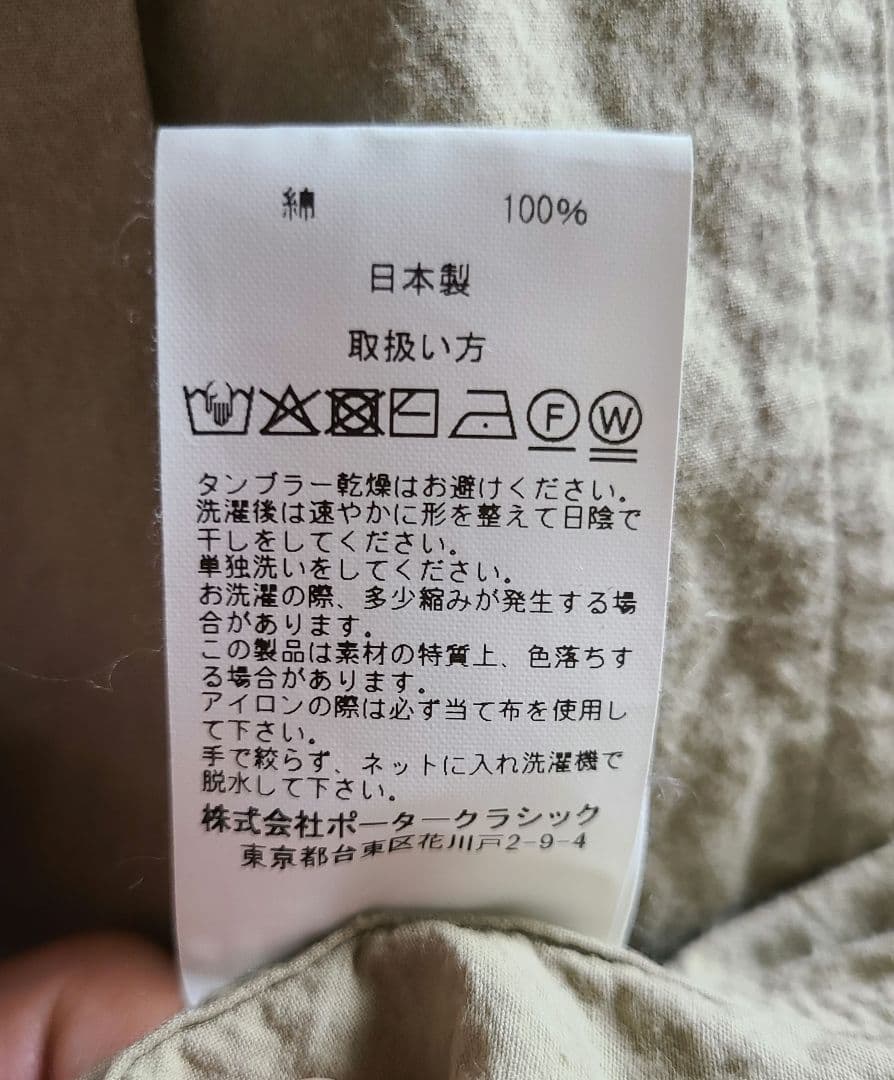 綿 100%
日本製
取扱い方
F W
タンブラー乾燥はお避けください。
洗濯後は速やかに形を整えて日陰で
干しをしてください。
単独洗いをしてください。
お洗濯の際、多少縮みが発生する場
合があります。
この製品は素材の特質上、色落ちす
る場合があります。
アイロンの際は必ず当て布を使用し
て下さい。
手で絞らず、ネットに入れ洗濯機で
脱水して下さい。
株式会社ポータークラシック
東京都台東区花川戸2-9-4